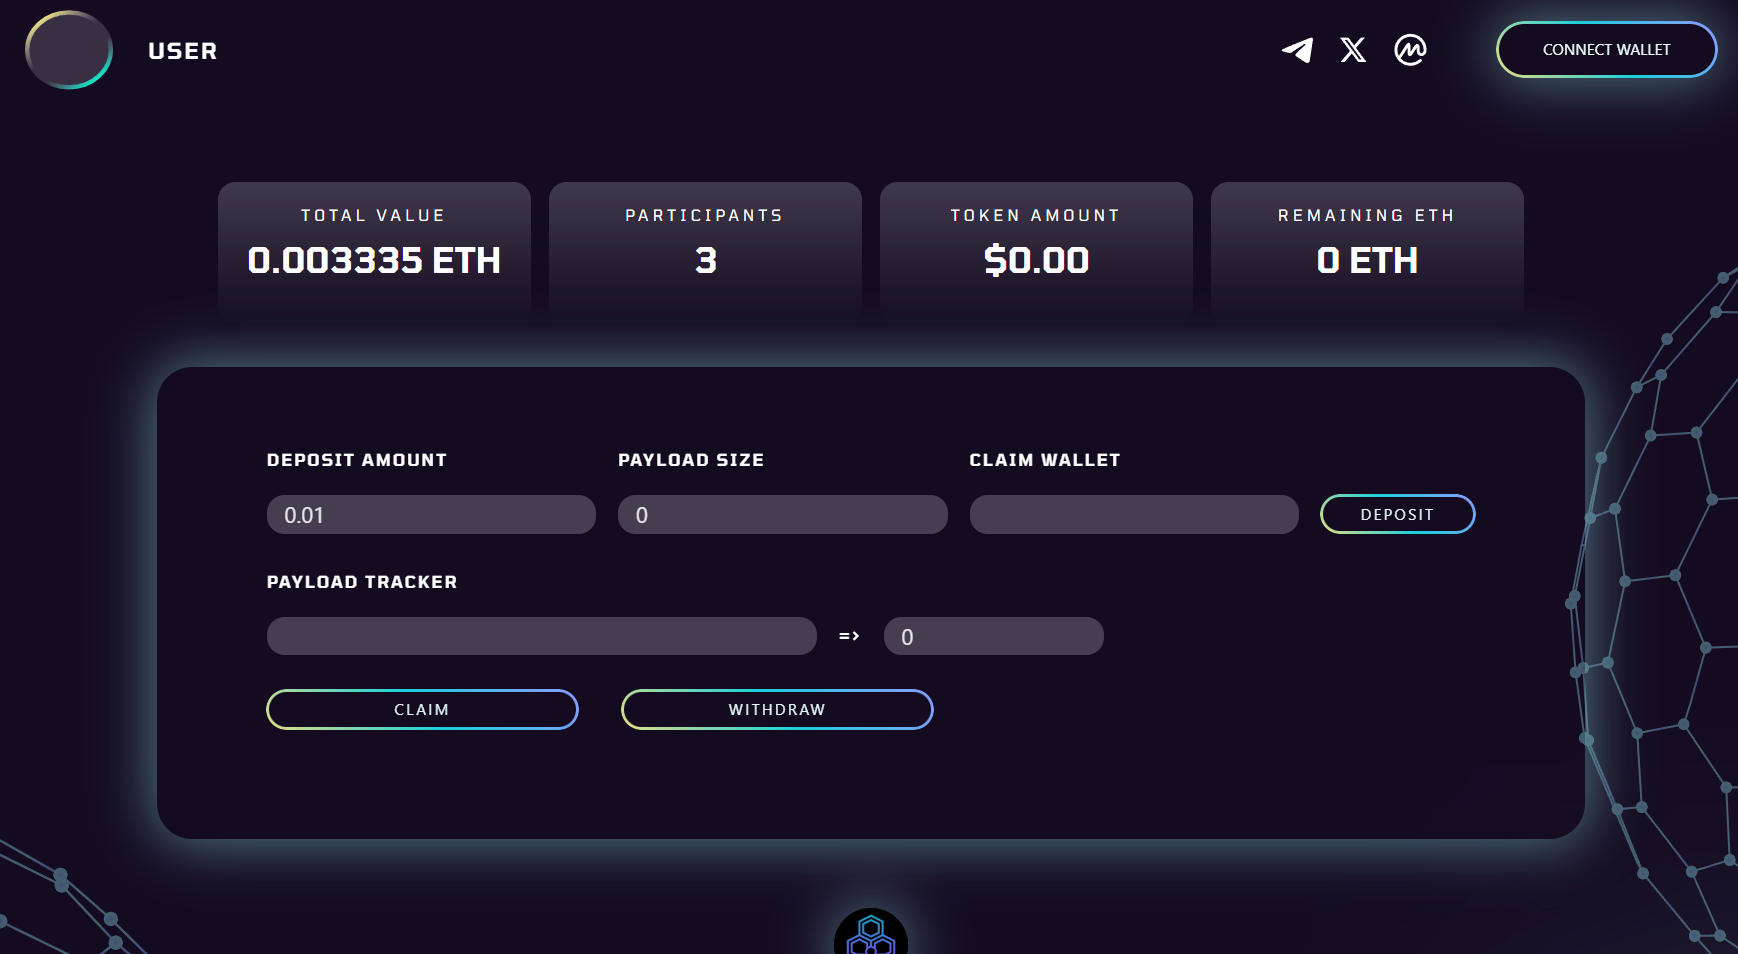 USER
CONNECT WALLET
TOTAL VALUE
0.003335 ETH
PARTICIPANTS
3
TOKEN AMOUNT
$0.00
REMAINING ETH
0 ETH
DEPOSIT AMOUNT
PAYLOAD SIZE
CLAIM WALLET
0.01
0
DEPOSIT
PAYLOAD TRACKER
=>
0
CLAIM
WITHDRAW